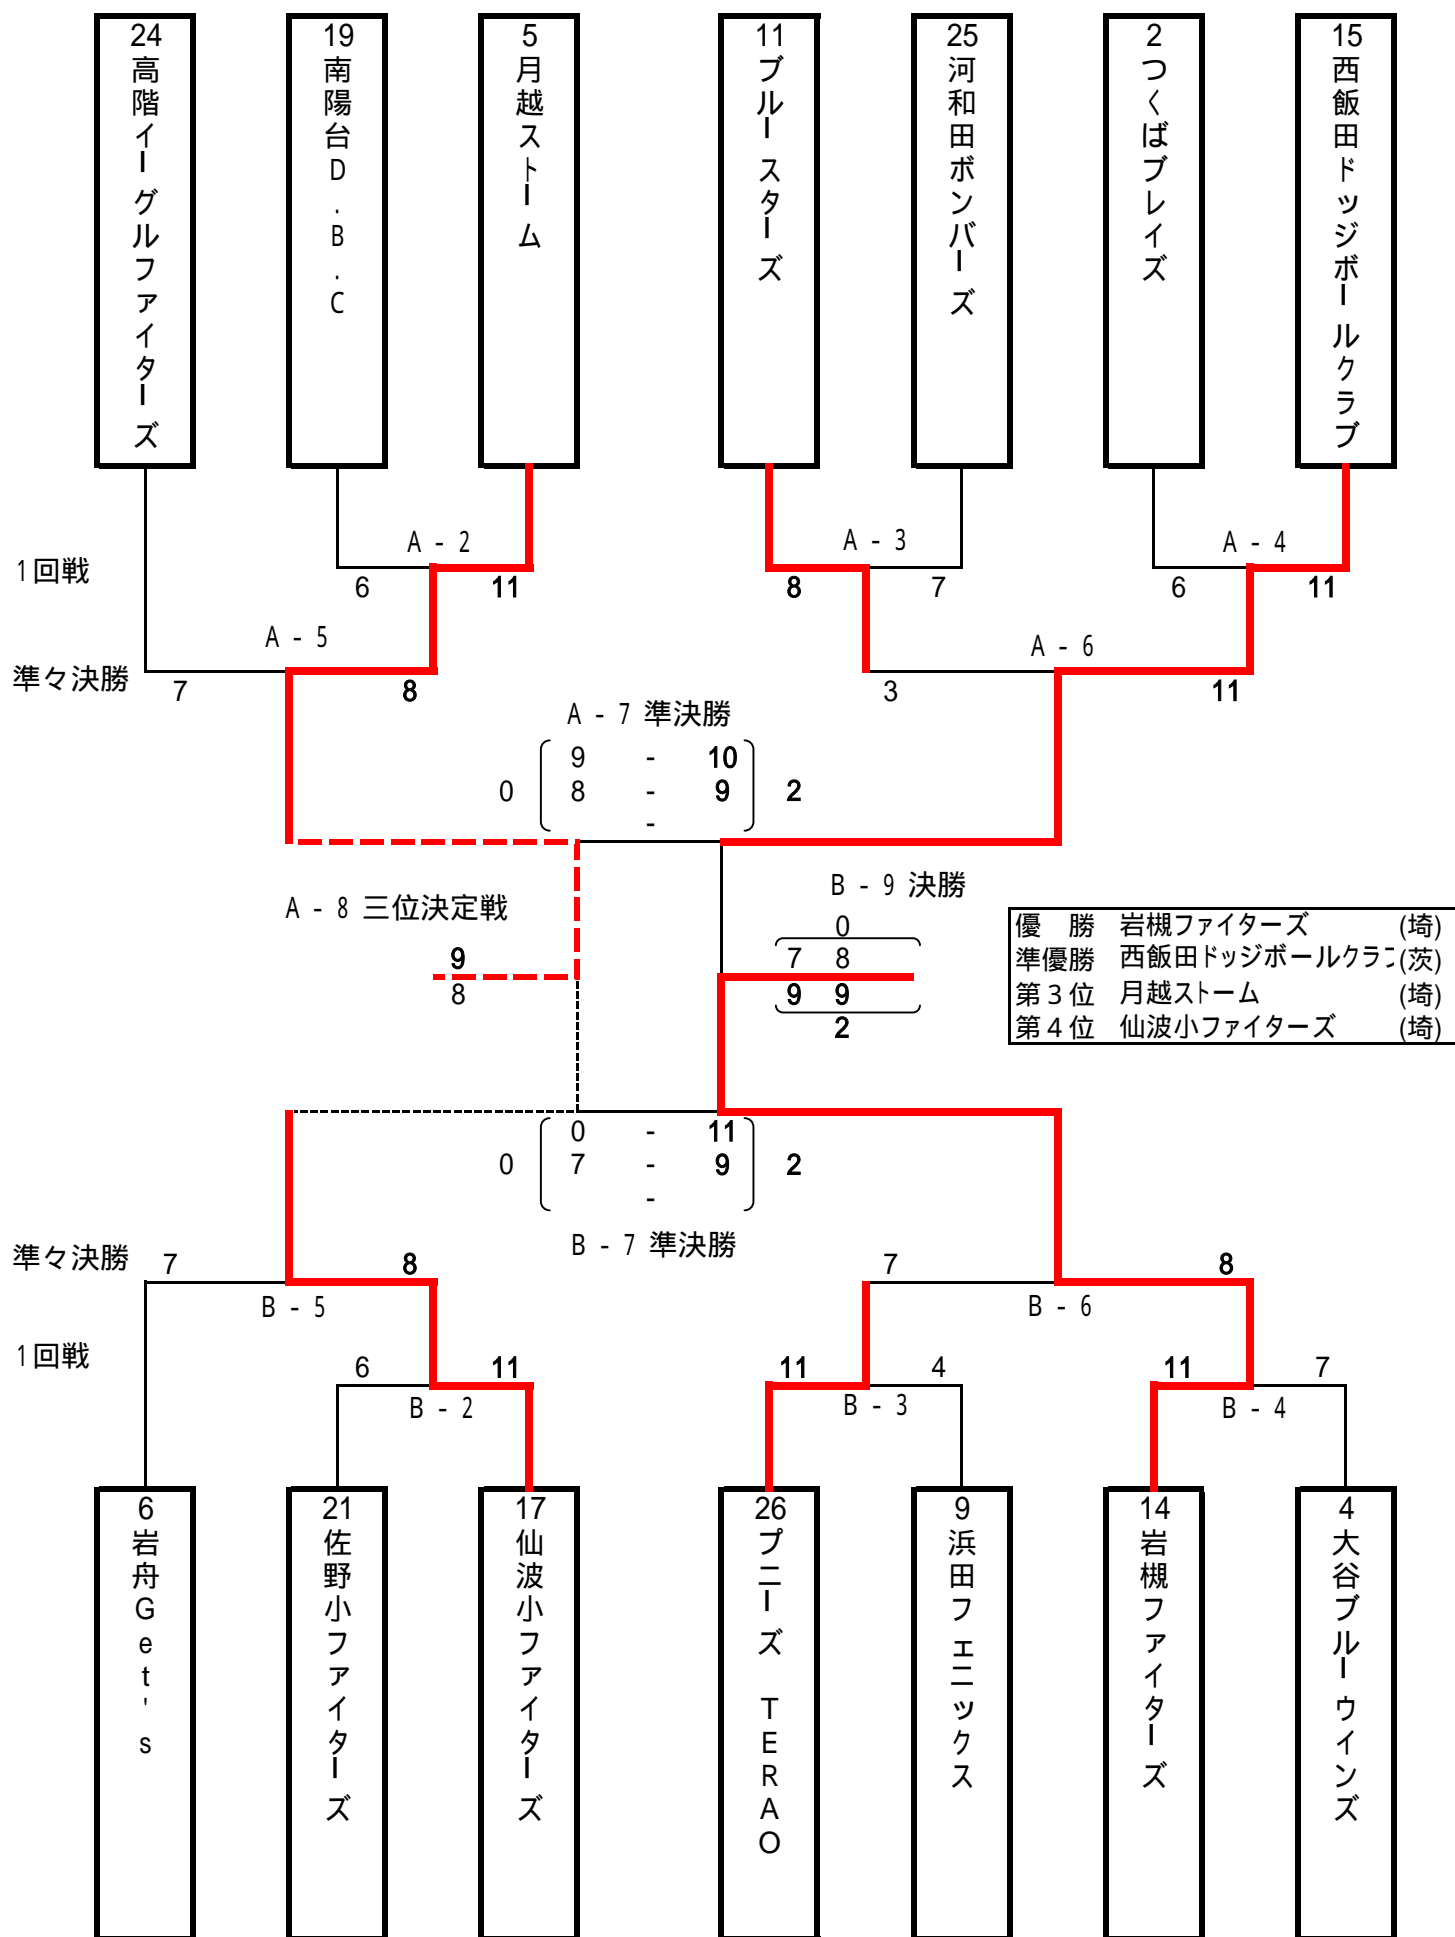 24 高階イーグルファイターズ
19 南陽台D.B.C
5 月越ストーム
11 ブルースターズ
25 河和田ボンバーズ
2 つくばブレイズ
15 西飯田ドッジボールクラブ
A - 2
A - 3
A - 4
1回戦
6 11
8 7
6 11
A - 5
A - 6
準々決勝
7 8
3 11
A - 7 準決勝
9 - 10
0 8 - 9 2
-
A - 8 三位決定戦
9
8
B - 9 決勝
0
7 8
9 9
2
優 勝 岩槻ファイターズ (埼)
準優勝 西飯田ドッジボールクラブ (茨)
第3位 月越ストーム (埼)
第4位 仙波小ファイターズ (埼)
0 - 11
0 7 - 9 2
-
B - 7 準決勝
準々決勝
7 8
7 8
B - 5
B - 6
1回戦
6 11
11 4
11 7
B - 2
B - 3
B - 4
6 岩舟Get's
21 佐野小ファイターズ
17 仙波小ファイターズ
26 プニーズ TERAO
9 浜田フェニックス
14 岩槻ファイターズ
4 大谷ブルーウインズ